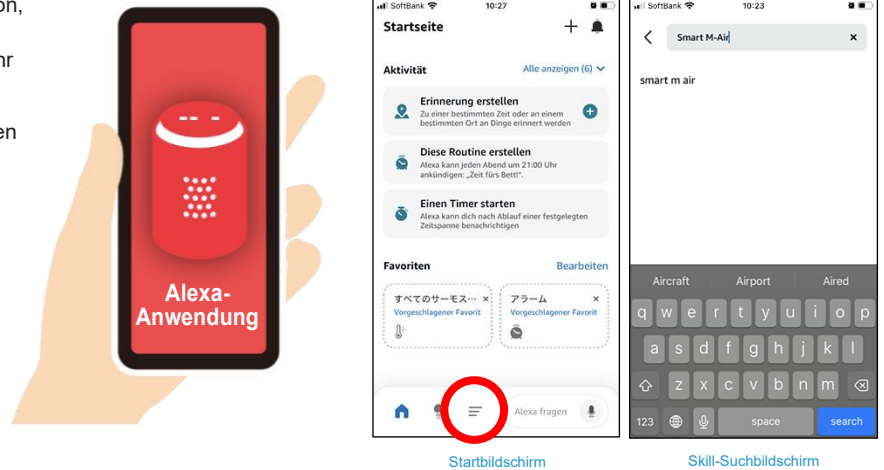 on,
hr
en
Alexa-
Anwendung
SoftBank 10:27
Startseite
Aktivität Alle anzeigen (6)
Erinnerung erstellen
Zu einer bestimmten Zeit oder an einem
bestimmten Ort an Dinge erinnert werden
Diese Routine erstellen
Alexa kann jeden Abend um 21:00 Uhr
ankündigen: „Zeit fürs Bett!".
Einen Timer starten
Alexa kann dich nach Ablauf einer festgelegten
Zeitspanne benachrichtigen
Favoriten Bearbeiten
すべてのサーモス… ×
Vorgeschlagener Favorit
アラーム ×
Vorgeschlagener Favorit
Alexa fragen
Startbildschirm
SoftBank 10:23
Smart M-Air ×
smart m air
Aircraft Airport Aired
q w e r t y u i o p
a s d f g h j k l
z x c v b n m
123 space search
Skill-Suchbildschirm